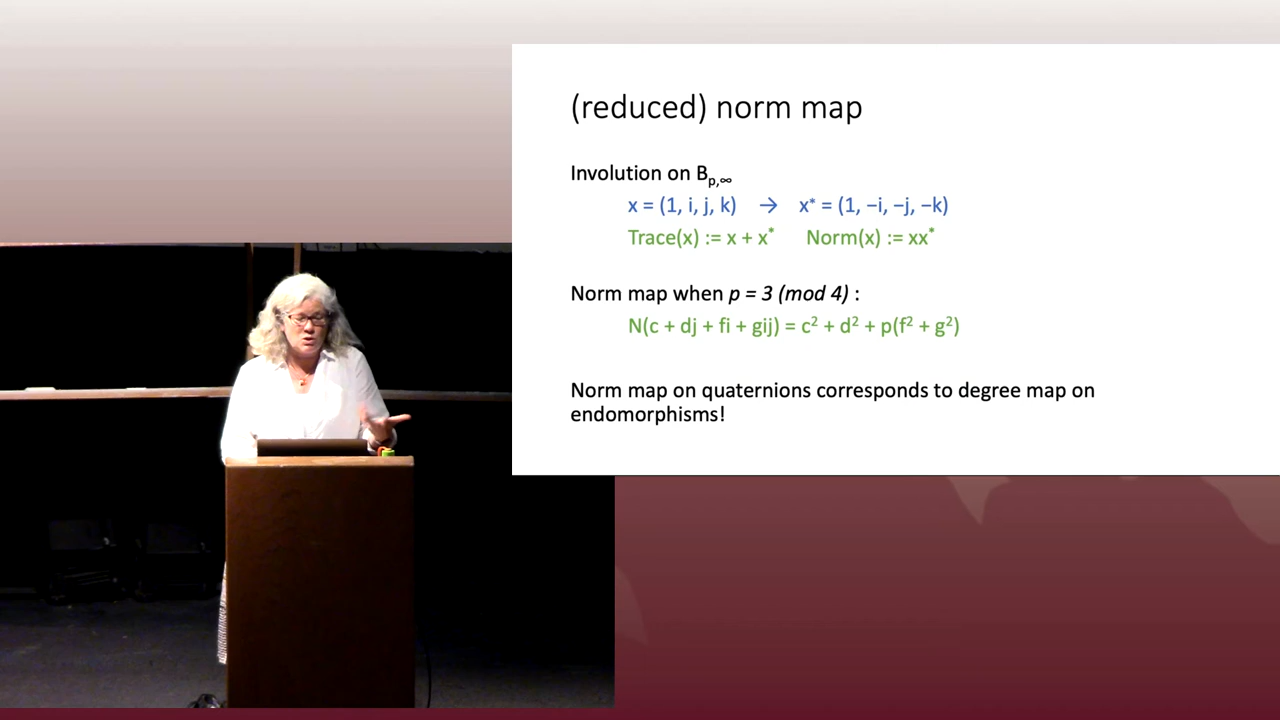 (reduced) norm map
Involution on Bₚ,∞
x = (1, i, j, k) → x* = (1, −i, −j, −k)
Trace(x) := x + x* Norm(x) := xx*
Norm map when p = 3 (mod 4) :
N(c + dj + fi + gij) = c² + d² + p(f² + g²)
Norm map on quaternions corresponds to degree map on
endomorphisms!